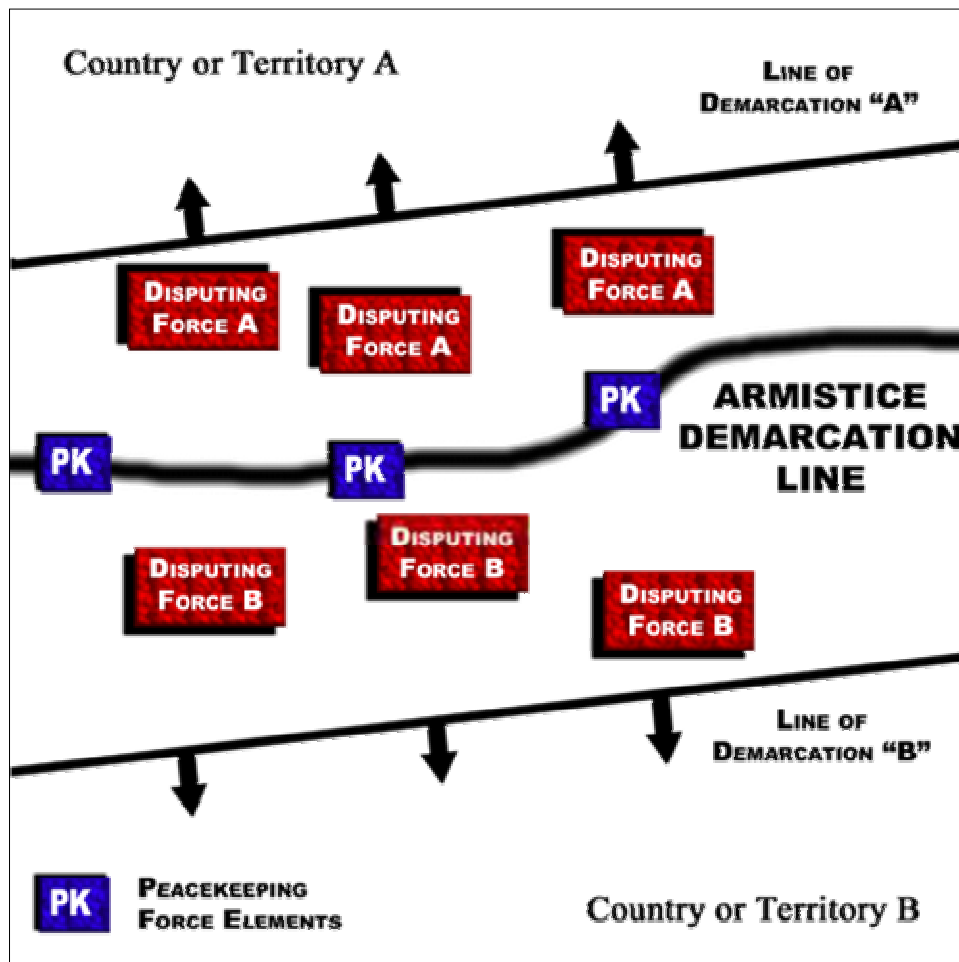 Country or Territory A
LINE OF
DEMARCATION “A”
DISPUTING
FORCE A
DISPUTING
FORCE A
DISPUTING
FORCE A
PK
ARMISTICE
DEMARCATION
LINE
PK
PK
DISPUTING
FORCE B
DISPUTING
FORCE B
DISPUTING
FORCE B
LINE OF
DEMARCATION “B”
PK
PEACEKEEPING
FORCE ELEMENTS
Country or Territory B